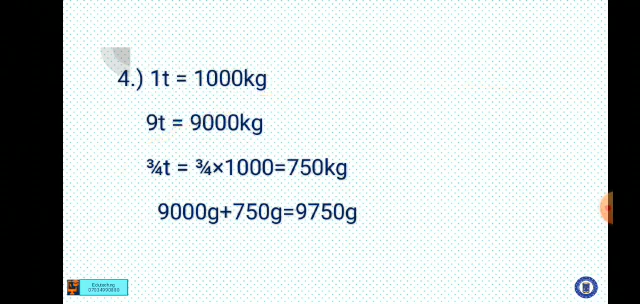 4.) 1t = 1000kg
9t = 9000kg
¾t = ¾×1000=750kg
9000g+750g=9750g